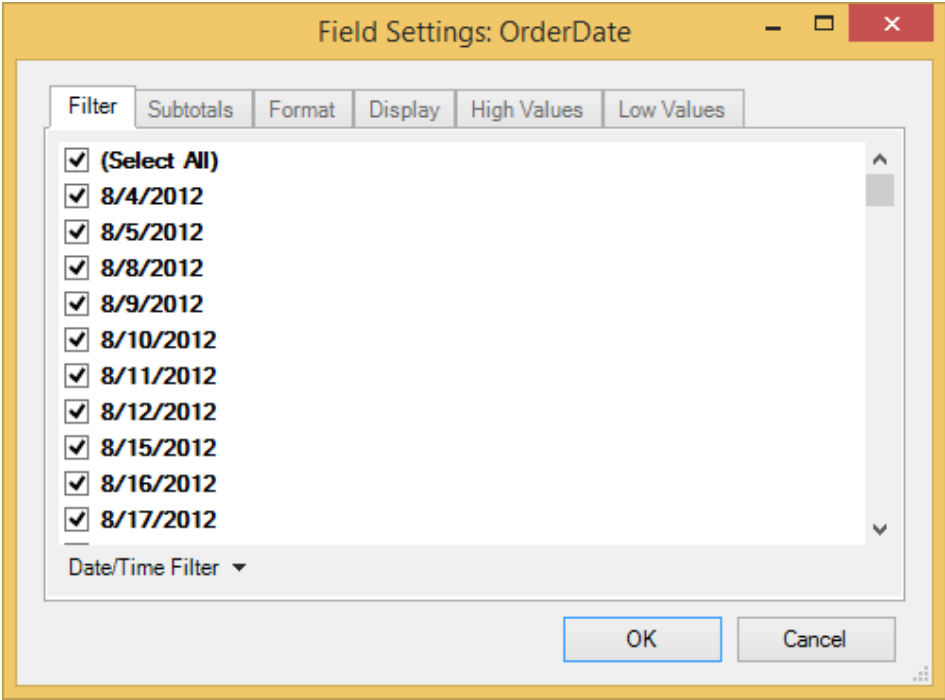 Field Settings: OrderDate
Filter Subtotals Format Display High Values Low Values
(Select All)
8/4/2012
8/5/2012
8/8/2012
8/9/2012
8/10/2012
8/11/2012
8/12/2012
8/15/2012
8/16/2012
8/17/2012
Date/Time Filter
OK Cancel